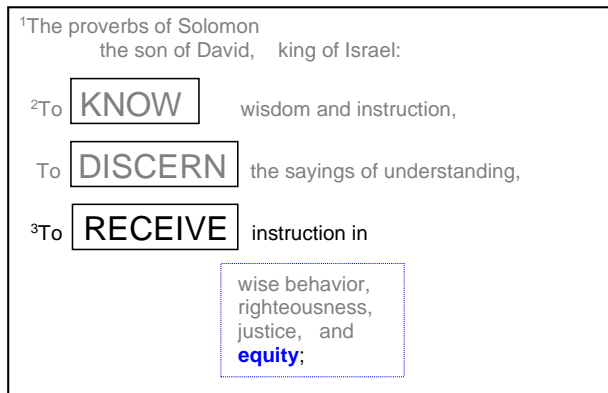 ¹The proverbs of Solomon
the son of David, king of Israel:
²To KNOW wisdom and instruction,
To DISCERN the sayings of understanding,
³To RECEIVE instruction in
wise behavior,
righteousness,
justice, and
equity;